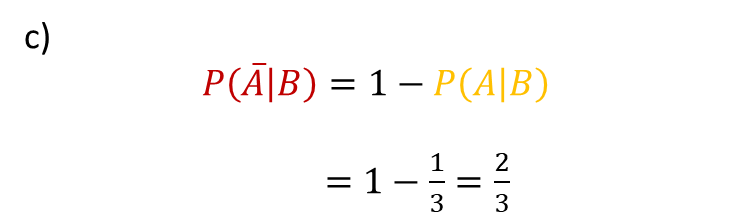 c)
P(Ā|B) = 1 − P(A|B)
= 1 − 1/3 = 2/3